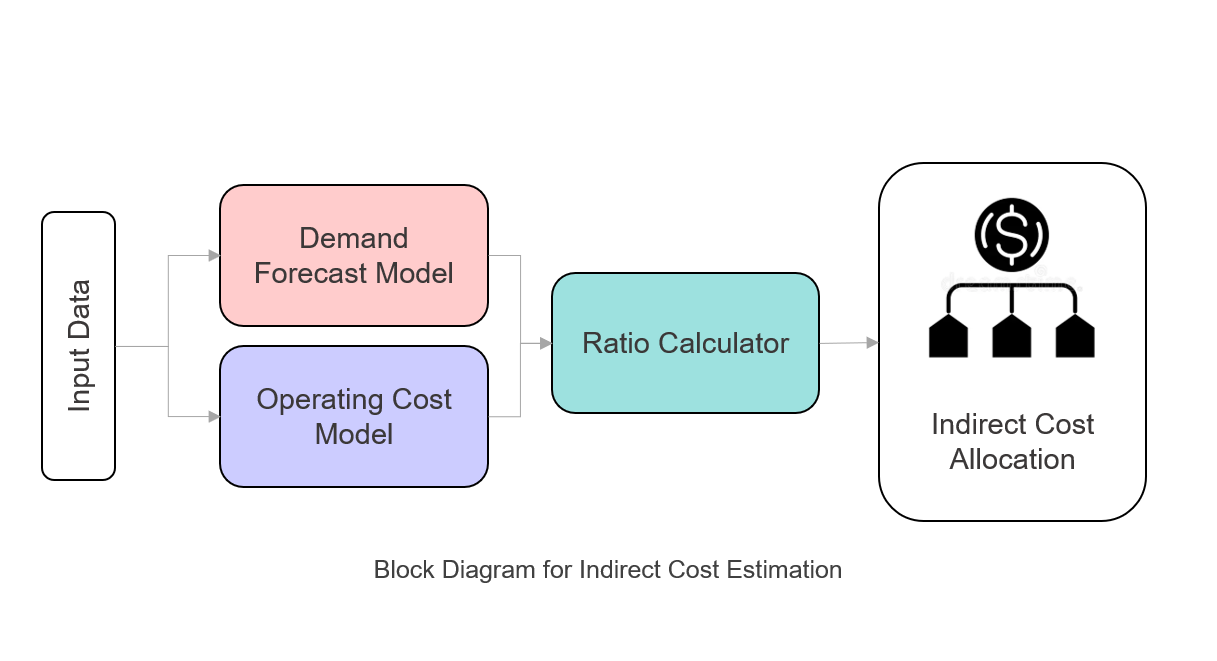 Input Data
Demand
Forecast Model
Operating Cost
Model
Ratio Calculator
Indirect Cost
Allocation
Block Diagram for Indirect Cost Estimation